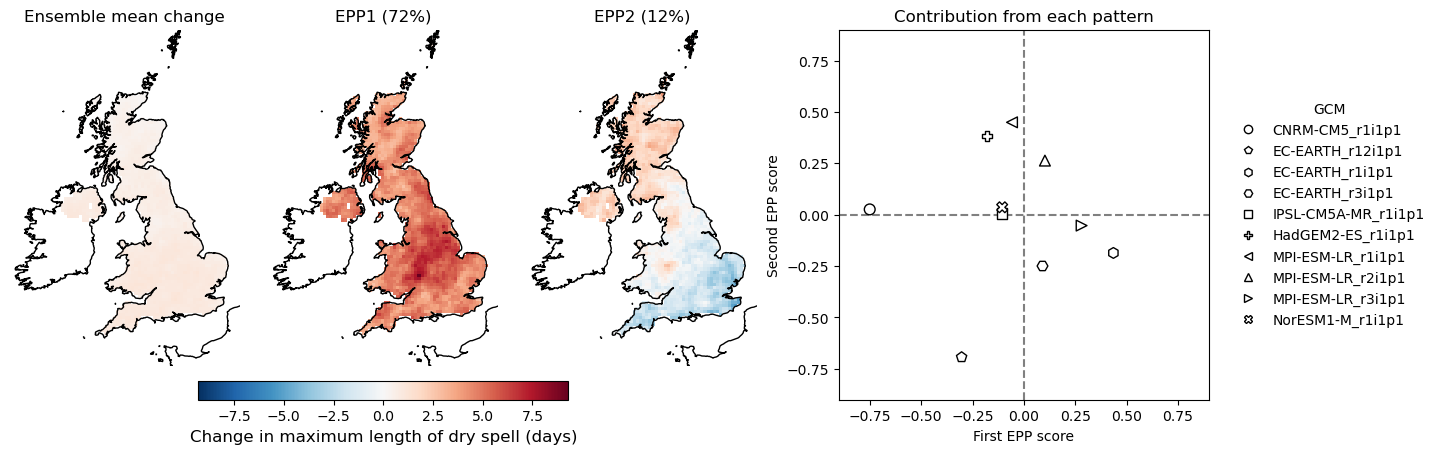 Ensemble mean change
EPP1 (72%)
EPP2 (12%)
−7.5 −5.0 −2.5 0.0 2.5 5.0 7.5
Change in maximum length of dry spell (days)
Contribution from each pattern
Second EPP score
0.75
0.50
0.25
0.00
−0.25
−0.50
−0.75
−0.75 −0.50 −0.25 0.00 0.25 0.50 0.75
First EPP score
GCM
CNRM-CM5_r1i1p1
EC-EARTH_r12i1p1
EC-EARTH_r1i1p1
EC-EARTH_r3i1p1
IPSL-CM5A-MR_r1i1p1
HadGEM2-ES_r1i1p1
MPI-ESM-LR_r1i1p1
MPI-ESM-LR_r2i1p1
MPI-ESM-LR_r3i1p1
NorESM1-M_r1i1p1